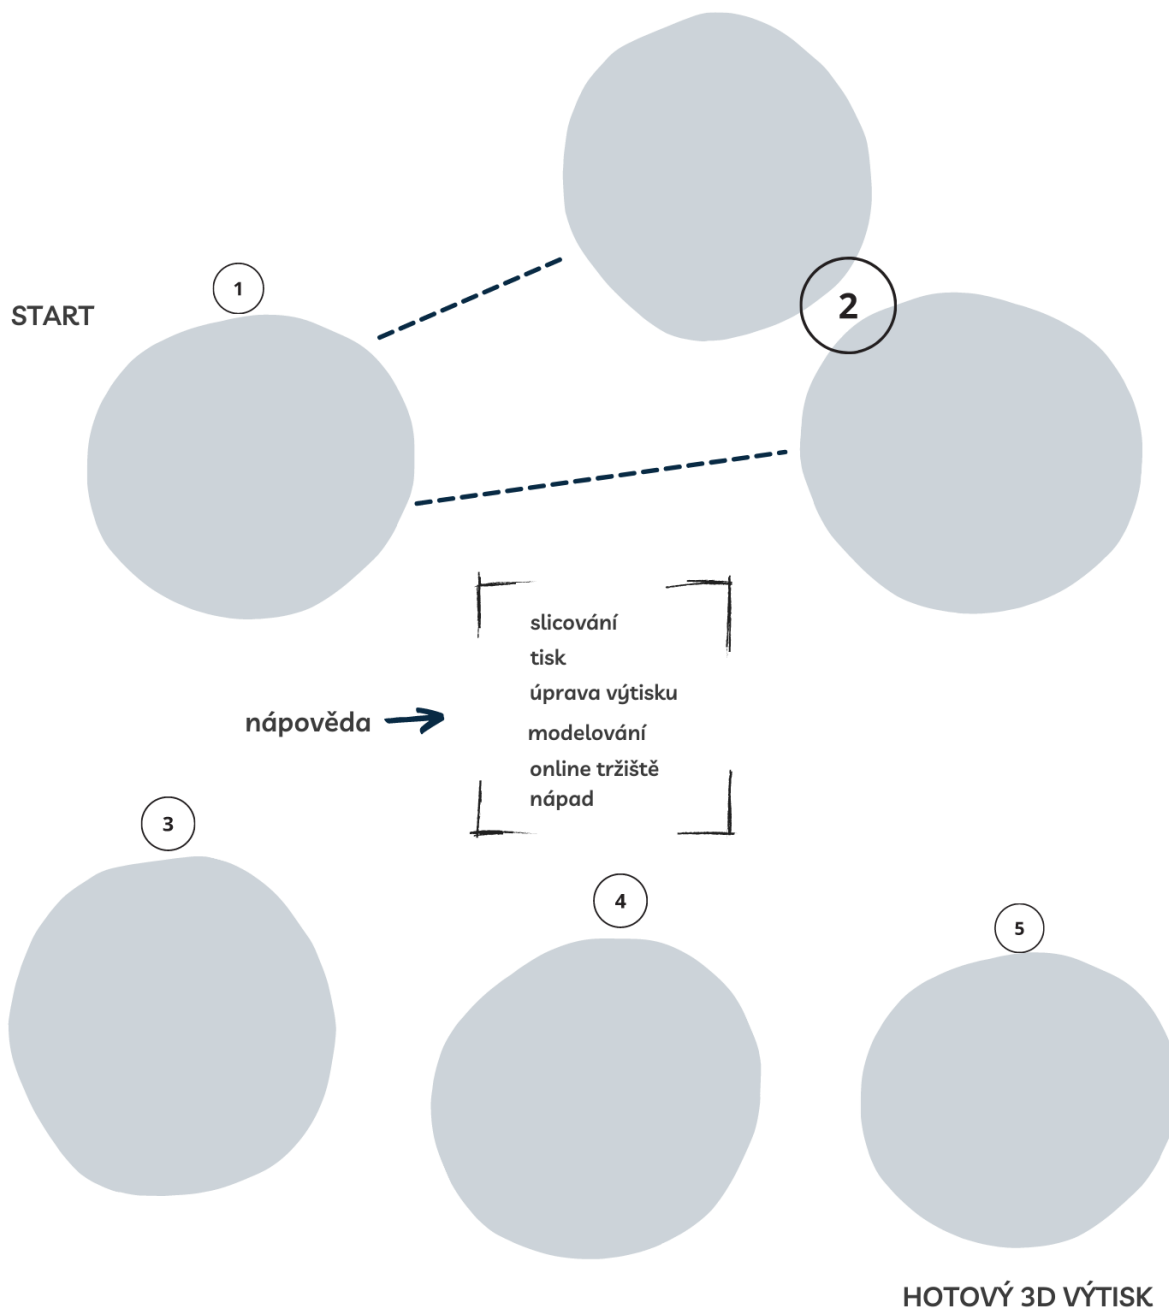 1
START
2
slicování
tisk
úprava výtisku
nápověda
modelování
online tržiště
nápad
3
4
5
HOTOVÝ 3D VÝTISK